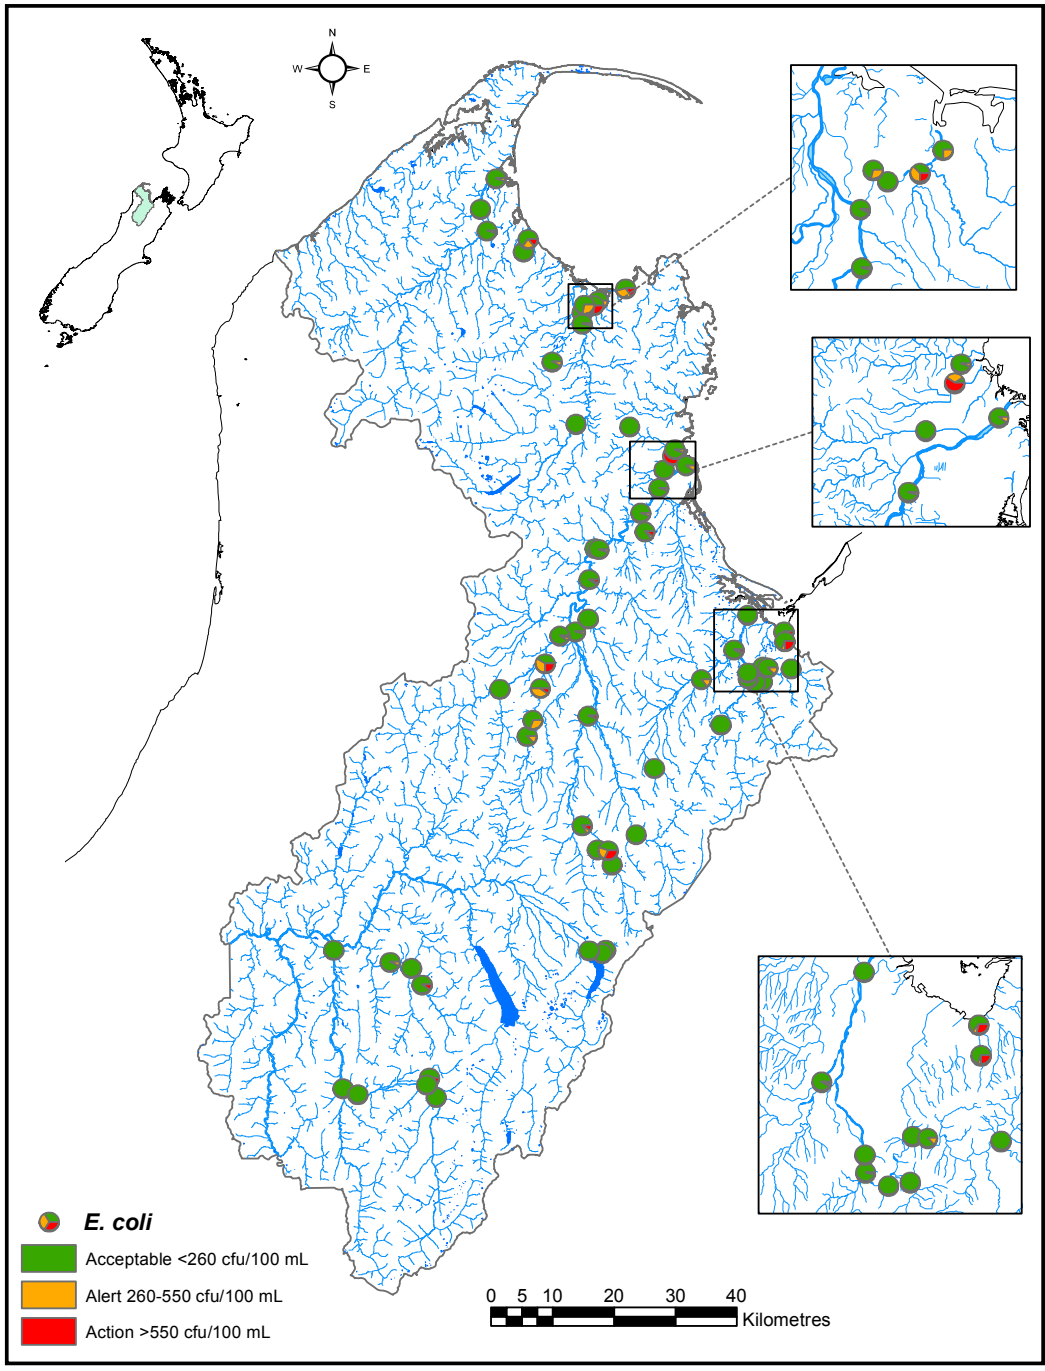 N
W E
S
E. coli
Acceptable <260 cfu/100 mL
Alert 260-550 cfu/100 mL
Action >550 cfu/100 mL
0 5 10 20 30 40
Kilometres